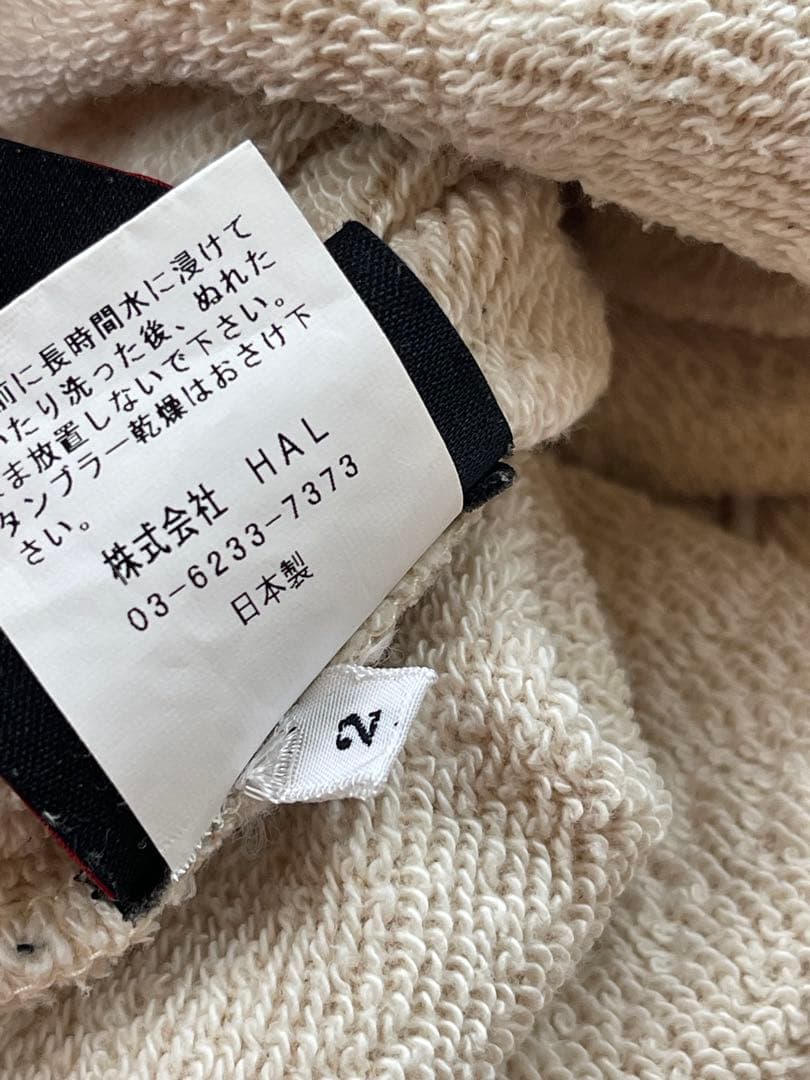 前に長時間水に浸けて
いたり洗った後、ぬれた
まま放置しないで下さい。
タンブラー乾燥はおさけ下
さい。
株式会社 HAL
03-6233-7373
日本製
2